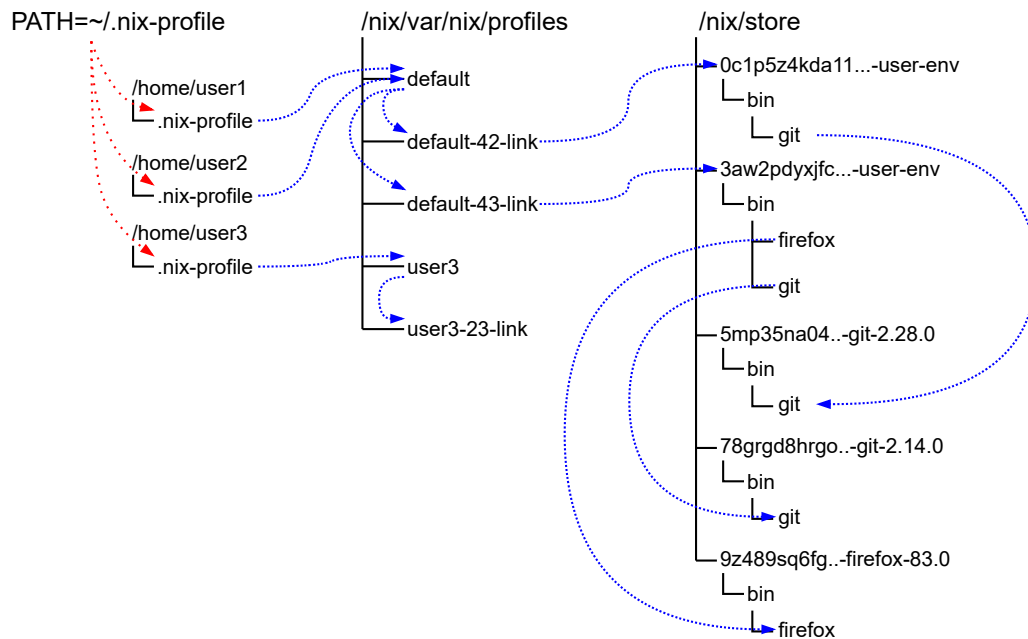 PATH=~/.nix-profile
/home/user1
.nix-profile
/home/user2
.nix-profile
/home/user3
.nix-profile
/nix/var/nix/profiles
default
default-42-link
default-43-link
user3
user3-23-link
/nix/store
0c1p5z4kda11...-user-env
bin
git
3aw2pdyxjfc...-user-env
bin
firefox
git
5mp35na04..-git-2.28.0
bin
git
78grgd8hrgo..-git-2.14.0
bin
git
9z489sq6fg..-firefox-83.0
bin
firefox